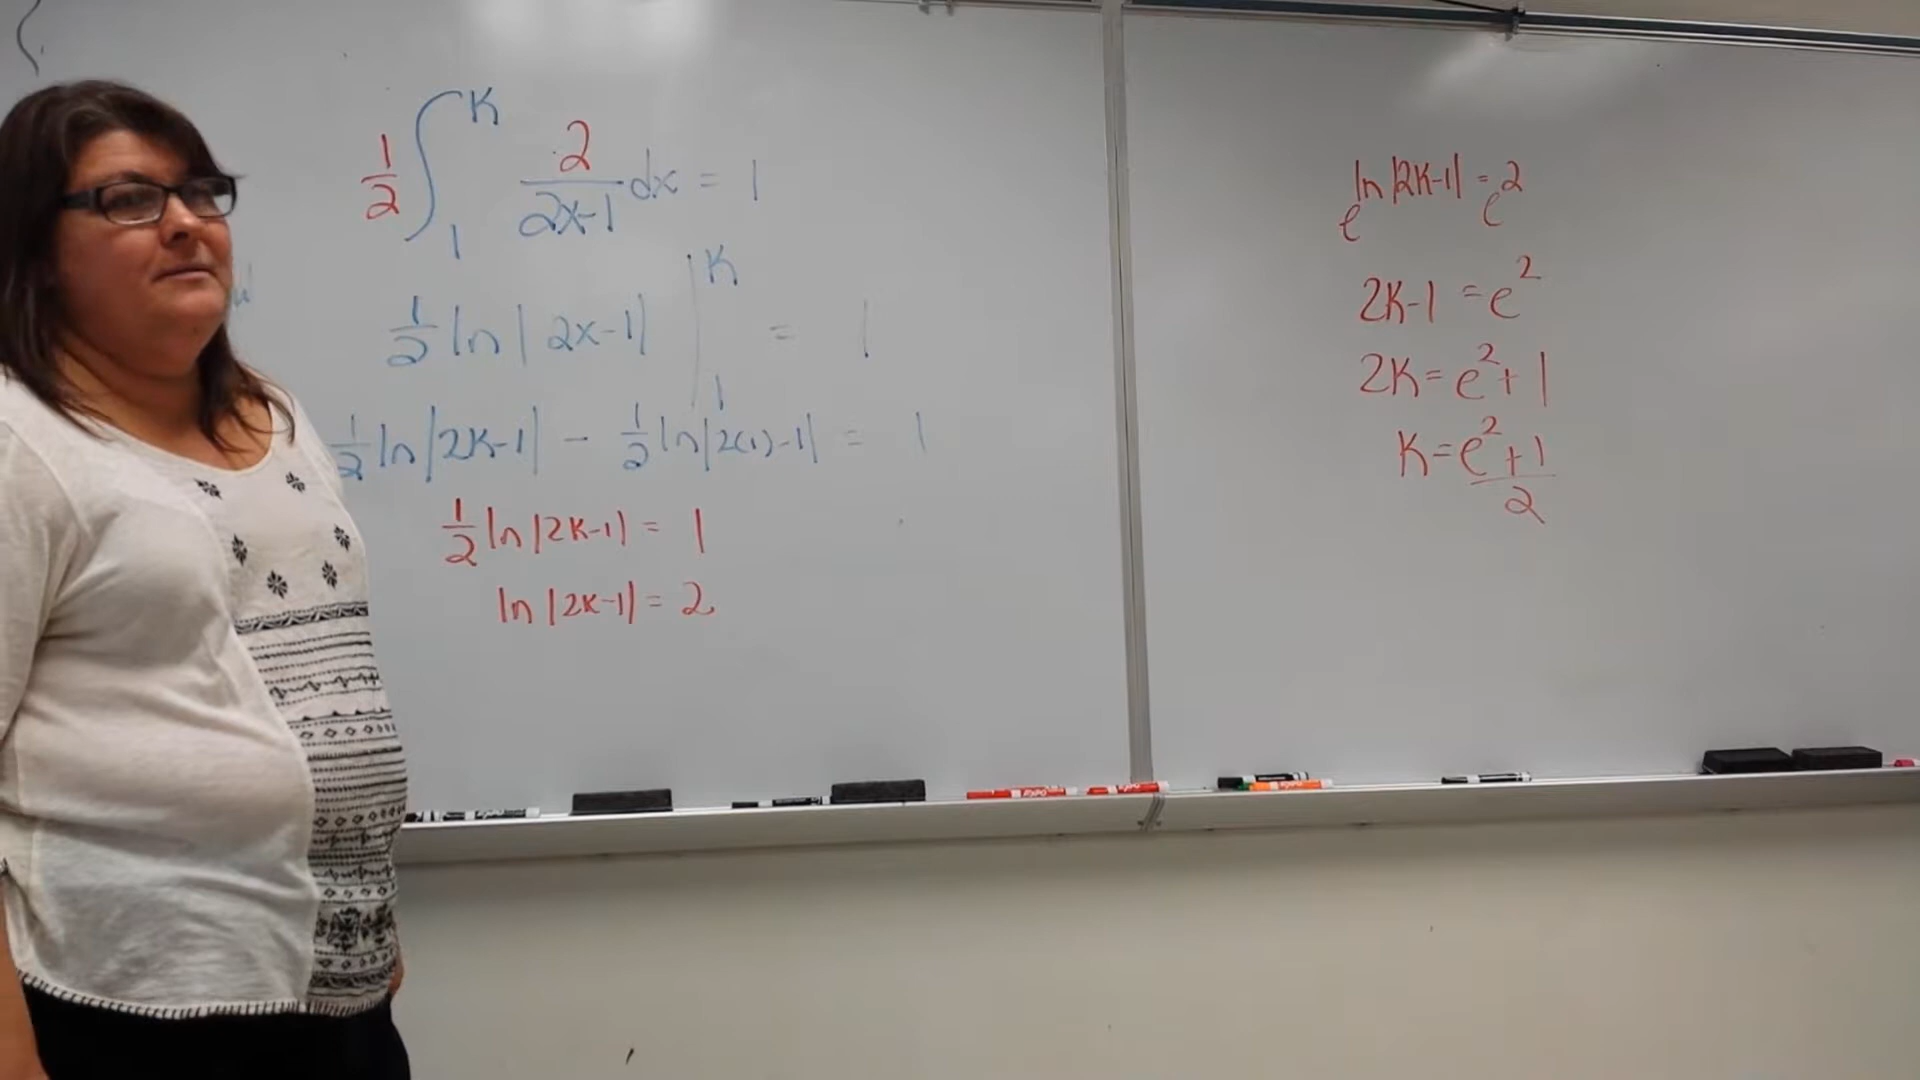 1/2 ∫₁ᴷ 2/(2x-1) dx = 1
1/2 ln |2x-1| |₁ᴷ = 1
1/2 ln|2K-1| - 1/2 ln|2(1)-1| = 1
1/2 ln |2K-1| = 1
ln |2K-1| = 2
e^(ln |2K-1|) = e^2
2K-1 = e^2
2K = e^2 + 1
K = (e^2 + 1)/2